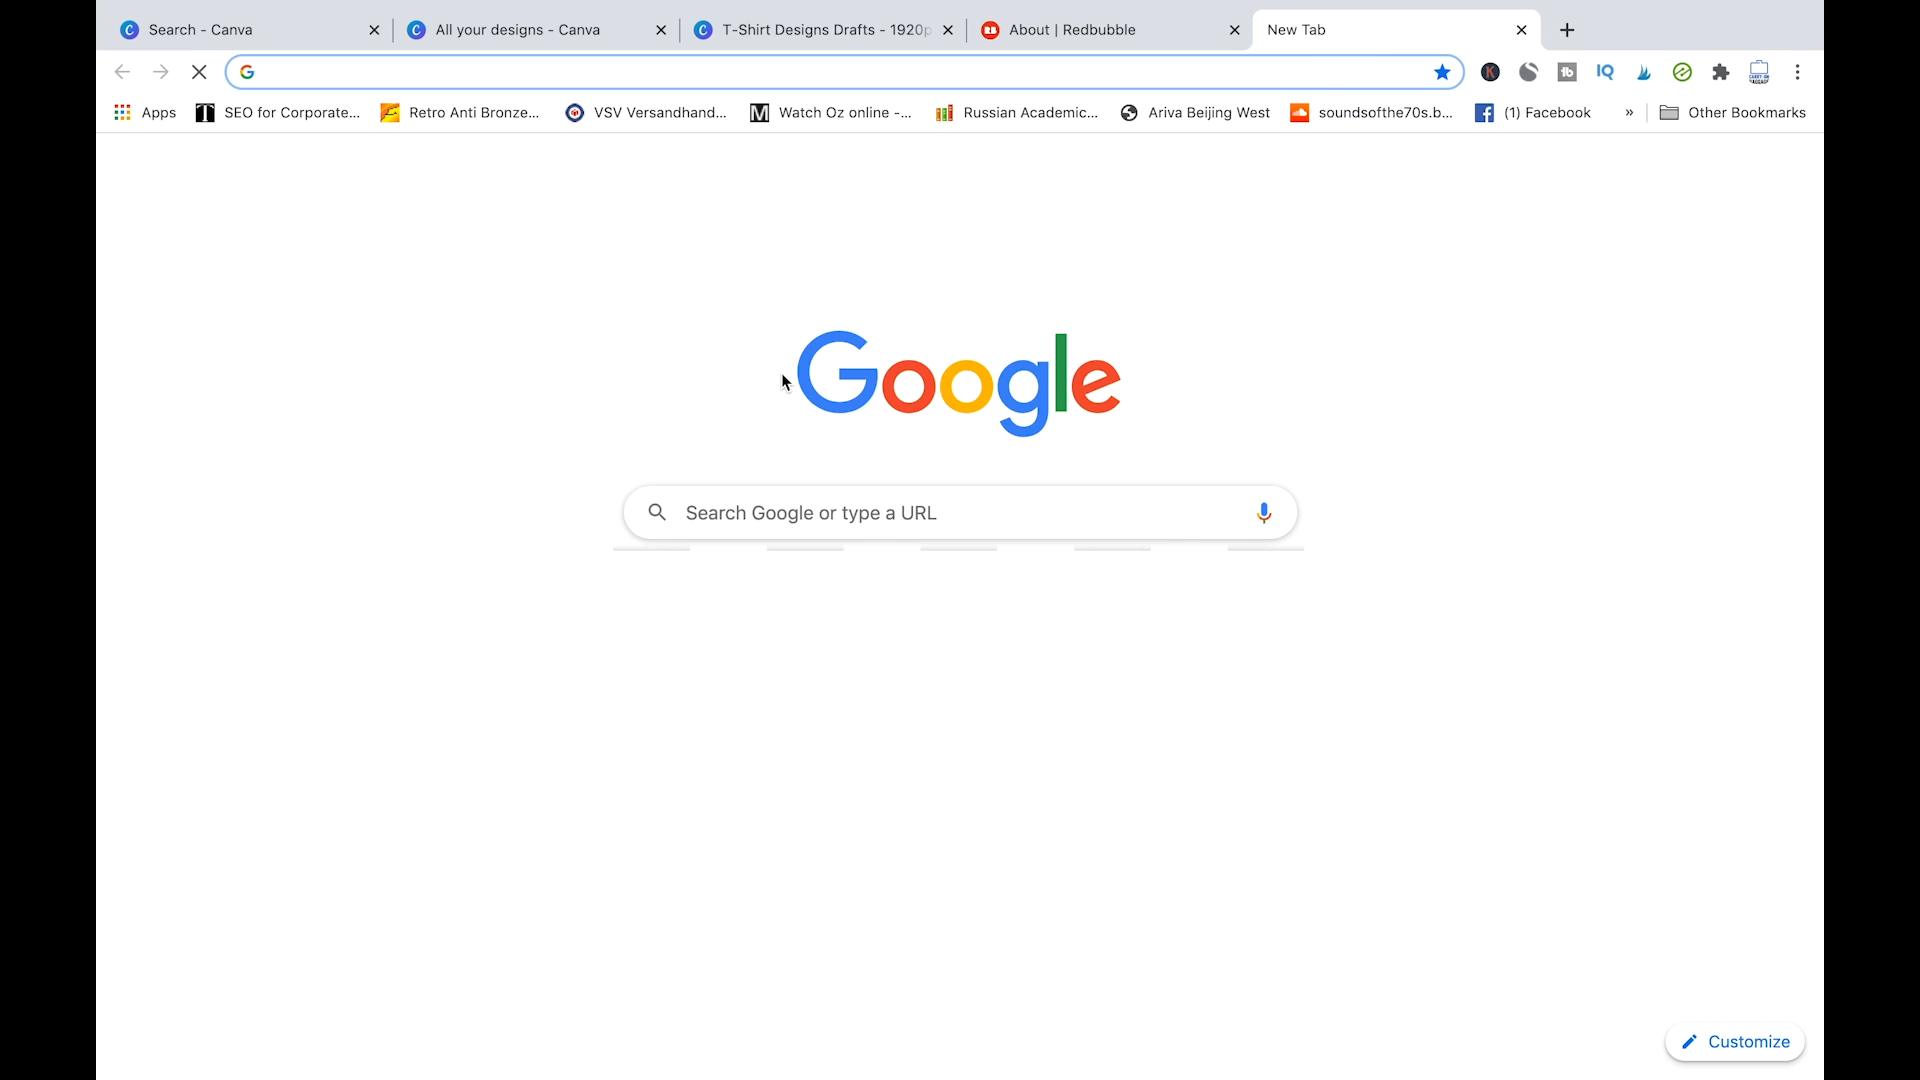 Search - Canva
All your designs - Canva
T-Shirt Designs Drafts - 1920p
About | Redbubble
New Tab
Apps
SEO for Corporate...
Retro Anti Bronze...
VSV Versandhand...
Watch Oz online -...
Russian Academic...
Ariva Beijing West
soundsofthe70s.b...
(1) Facebook
»
Other Bookmarks
Google
Search Google or type a URL
Customize